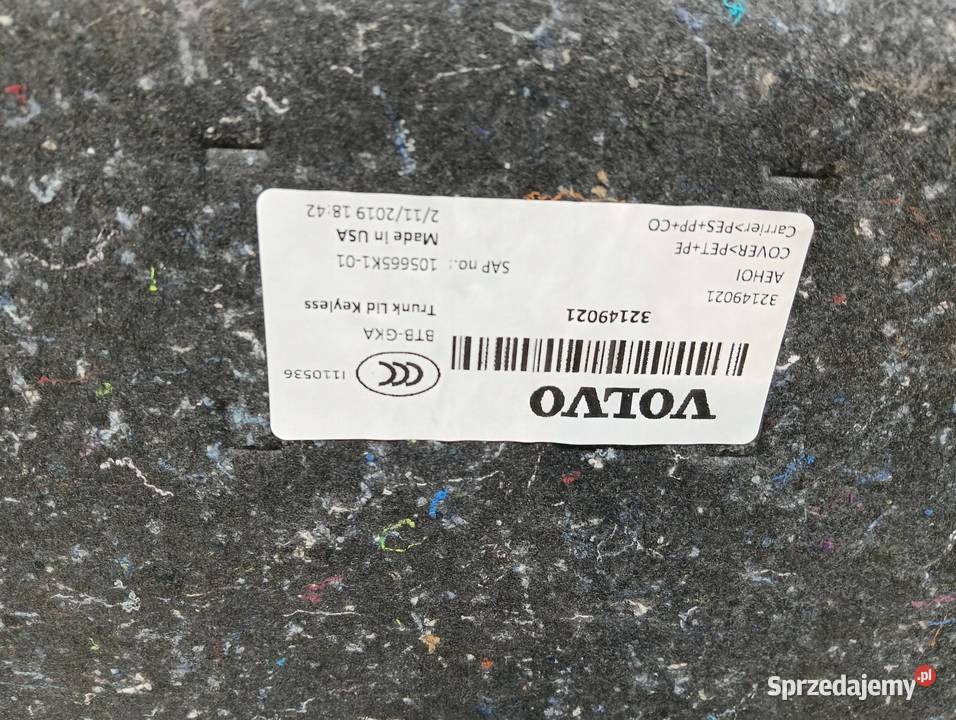 VOLVO
32149021
32149021
AEHOI
COVER>PET+PE
Carrier>PES+PP+CO
CCC I110536
BTB-GKA
Trunk Lid Keyless
SAP no.: 105665K1-01
Made in USA
2/11/2019 18:42
Sprzedajemy.pl